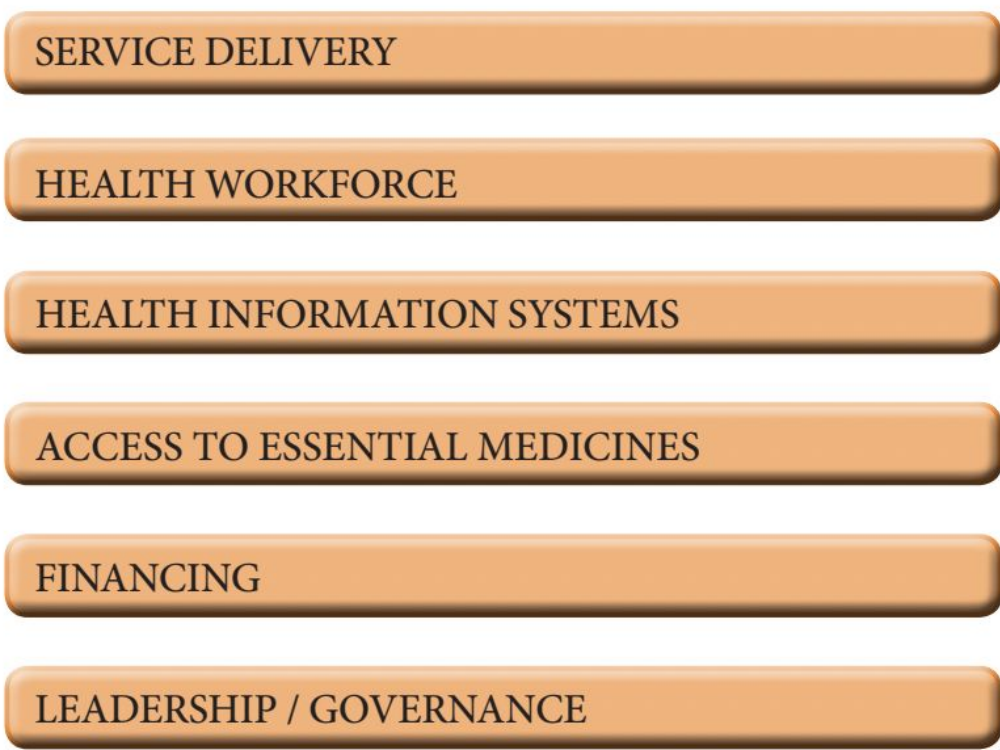 SERVICE DELIVERY
HEALTH WORKFORCE
HEALTH INFORMATION SYSTEMS
ACCESS TO ESSENTIAL MEDICINES
FINANCING
LEADERSHIP / GOVERNANCE